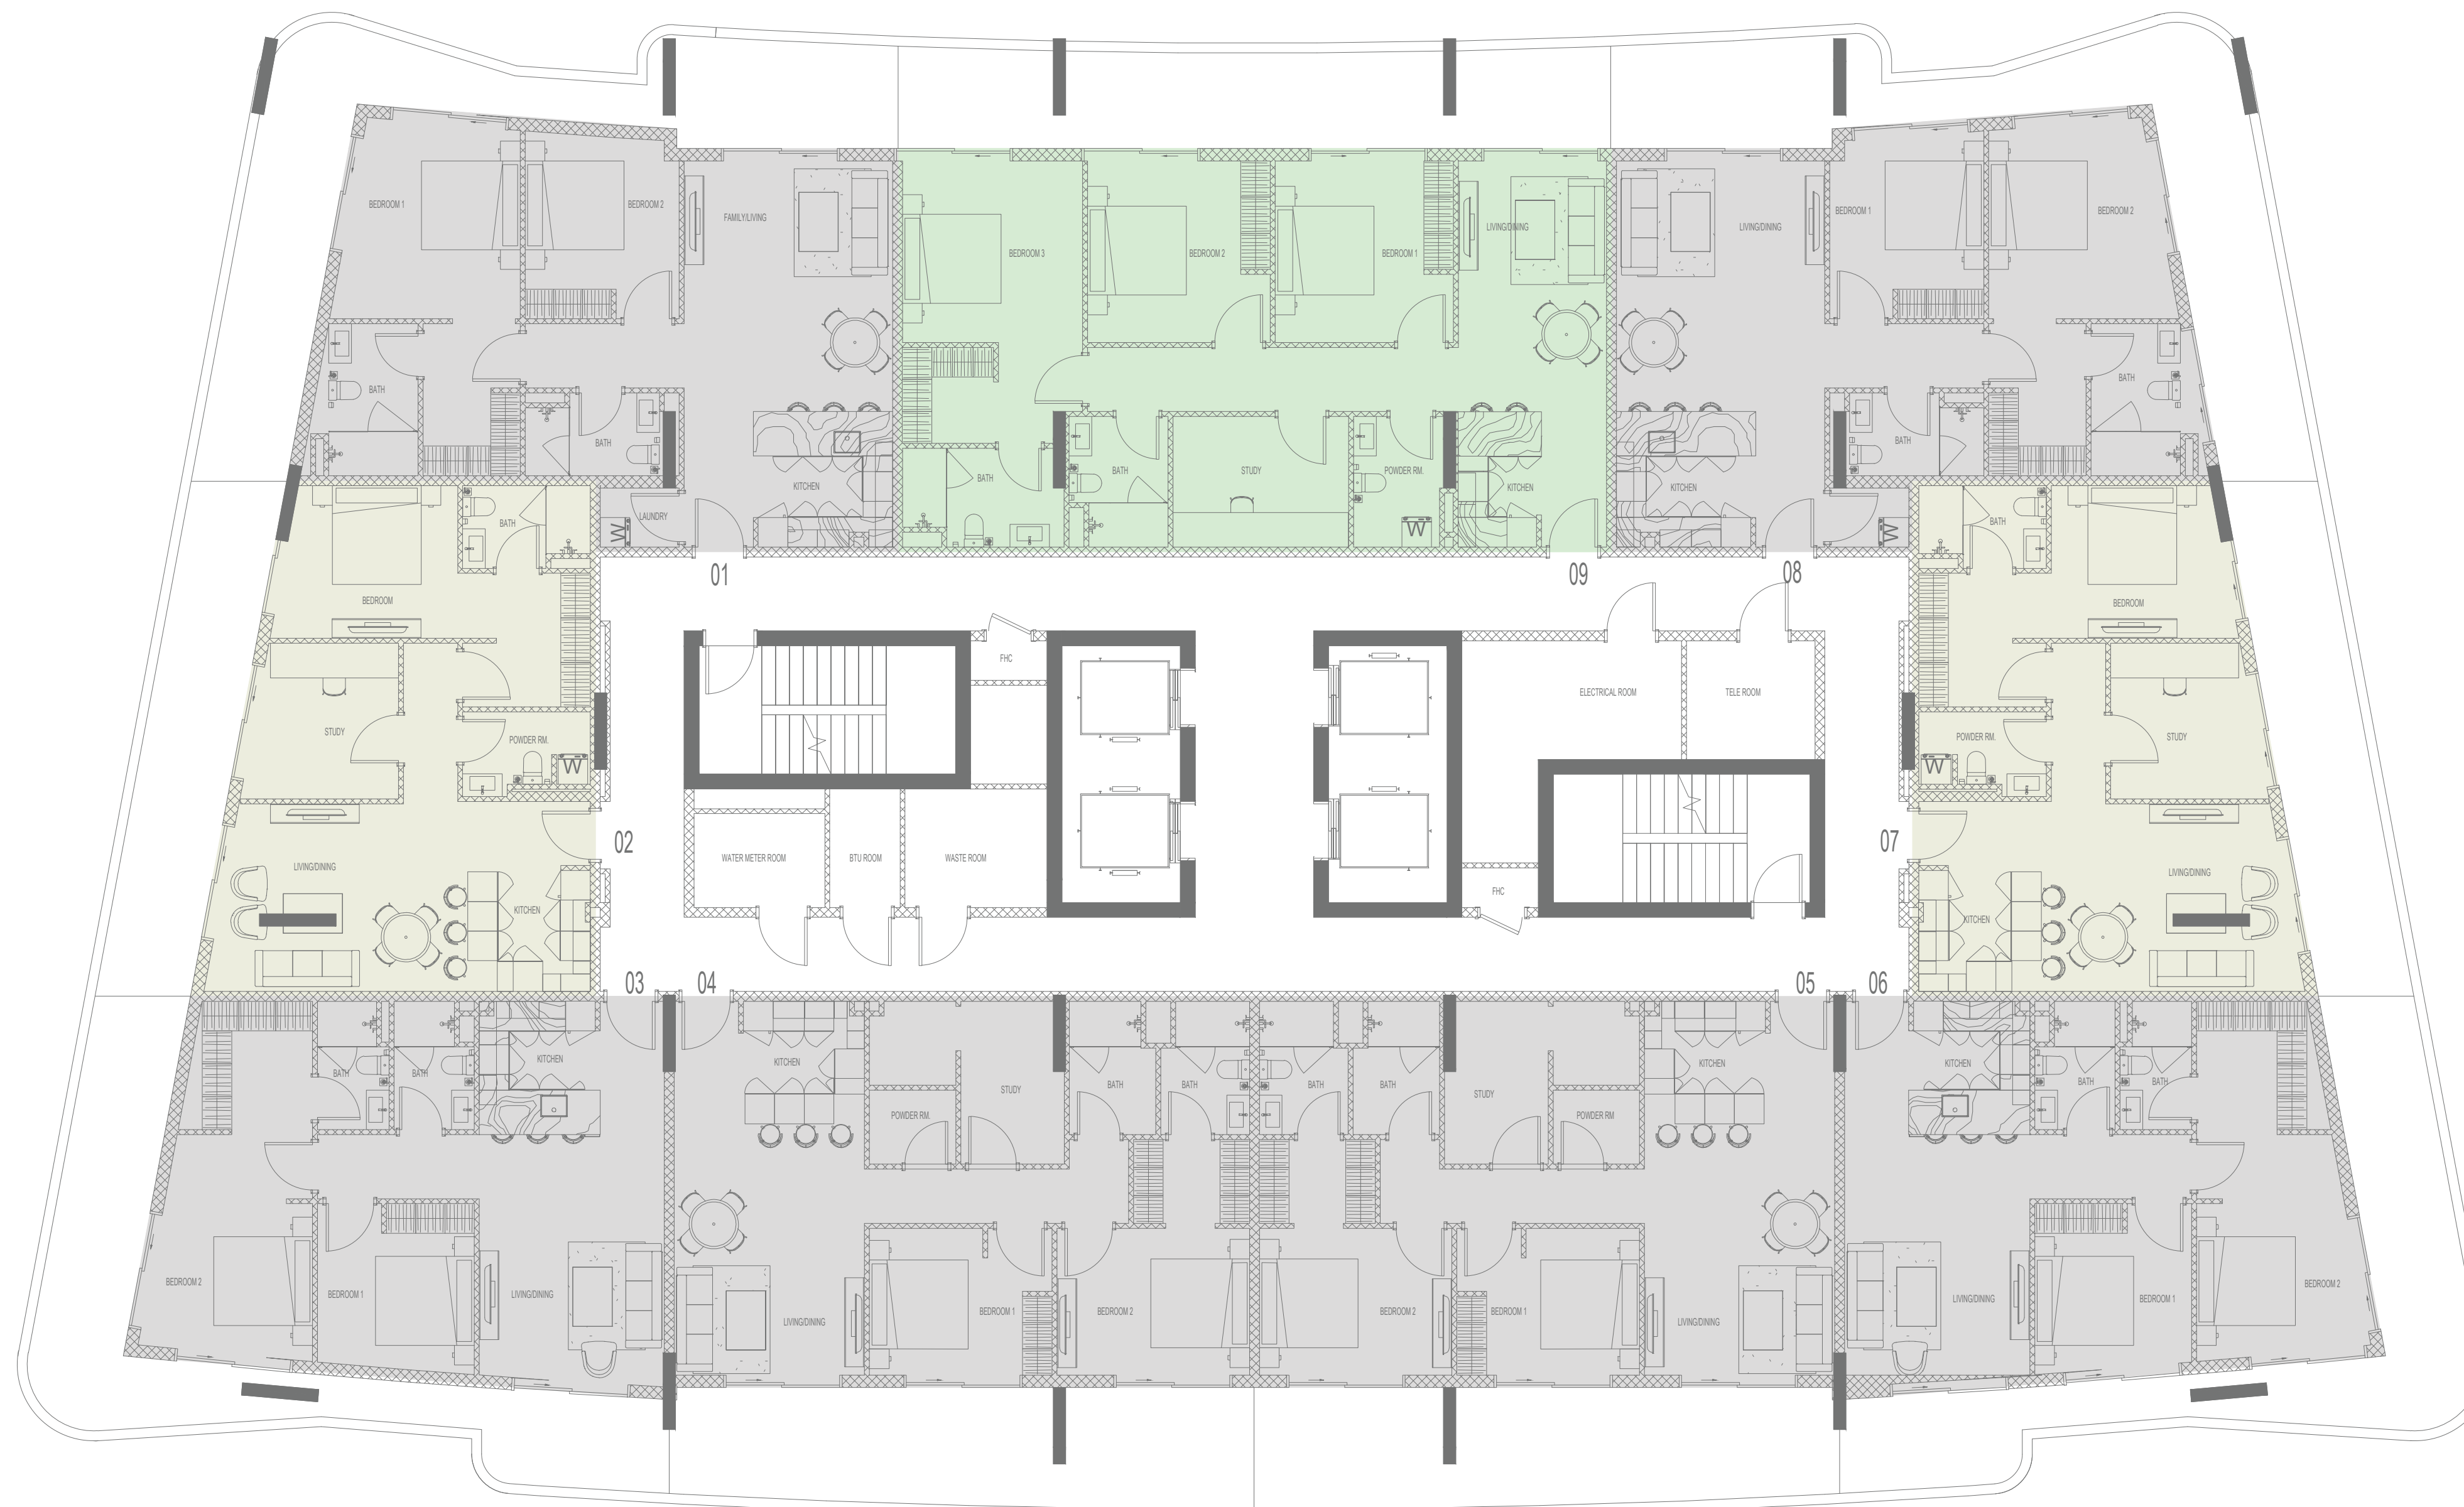 BEDROOM 1
BEDROOM 2
FAMILY/LIVING
BEDROOM 3
BEDROOM 2
BEDROOM 1
LIVING/DINING
LIVING/DINING
BEDROOM 1
BEDROOM 2
BATH
BATH
KITCHEN
LAUNDRY
W
BATH
BATH
STUDY
POWDER RM.
W
KITCHEN
KITCHEN
BATH
BATH
W
01
09
08
BATH
BEDROOM
STUDY
POWDER RM.
W
LIVING/DINING
KITCHEN
02
FHC
WATER METER ROOM
BTU ROOM
WASTE ROOM
ELECTRICAL ROOM
TELE ROOM
FHC
07
BATH
BEDROOM
STUDY
POWDER RM.
W
LIVING/DINING
KITCHEN
03
04
05
06
BATH
BATH
KITCHEN
KITCHEN
POWDER RM.
STUDY
BATH
BATH
BATH
BATH
STUDY
POWDER RM
KITCHEN
KITCHEN
BATH
BATH
BEDROOM 2
BEDROOM 1
LIVING/DINING
LIVING/DINING
BEDROOM 1
BEDROOM 2
BEDROOM 2
BEDROOM 1
LIVING/DINING
LIVING/DINING
BEDROOM 1
BEDROOM 2